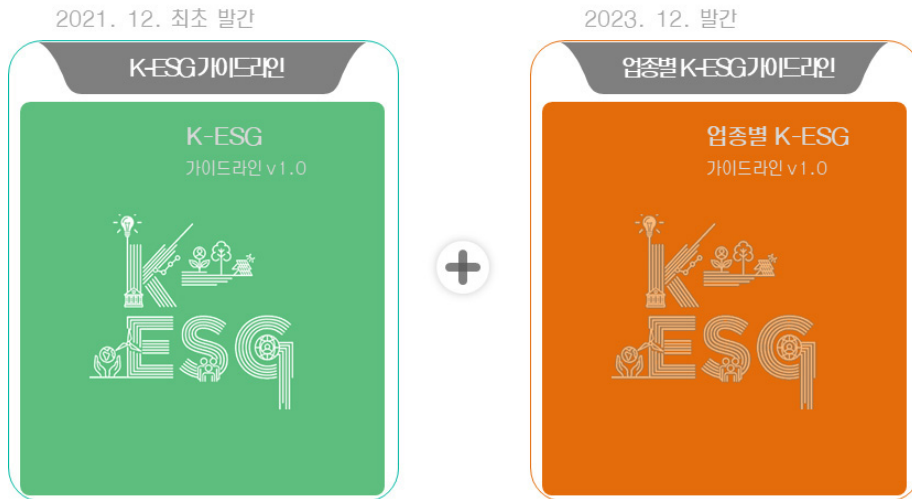 2021. 12. 최초 발간
K-ESG 가이드라인
K-ESG
가이드라인 v1.0
K-
ESG
2023. 12. 발간
업종별 K-ESG 가이드라인
업종별 K-ESG
가이드라인 v1.0
K-
ESG